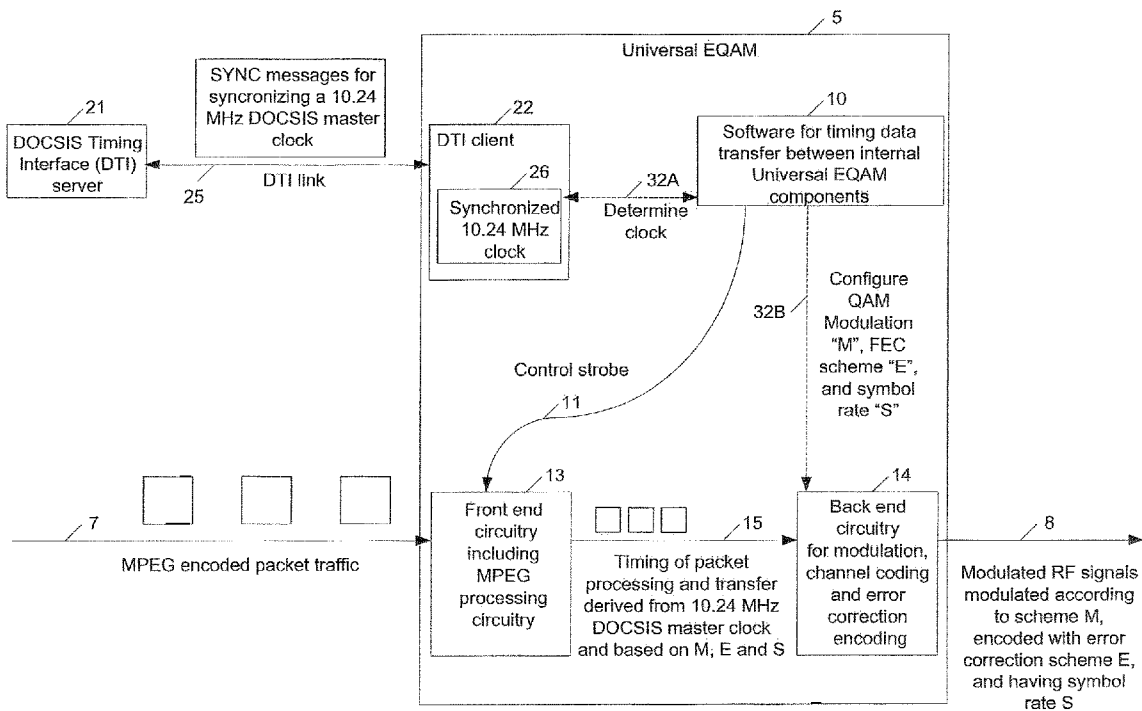 5
Universal EQAM
SYNC messages for
syncronizing a 10.24
MHz DOCSIS master
clock
21
DOCSIS Timing
Interface (DTI)
server
25
DTI link
22
DTI client
26
Synchronized
10.24 MHz
clock
32A
Determine
clock
10
Software for timing data
transfer between internal
Universal EQAM
components
32B
Configure
QAM
Modulation
"M", FEC
scheme "E",
and symbol
rate "S"
Control strobe
11
7
MPEG encoded packet traffic
13
Front end
circuitry
including
MPEG
processing
circuitry
15
Timing of packet
processing and transfer
derived from 10.24 MHz
DOCSIS master clock
and based on M, E and S
14
Back end
circuitry
for modulation,
channel coding
and error
correction
encoding
8
Modulated RF signals
modulated according
to scheme M,
encoded with error
correction scheme E,
and having symbol
rate S